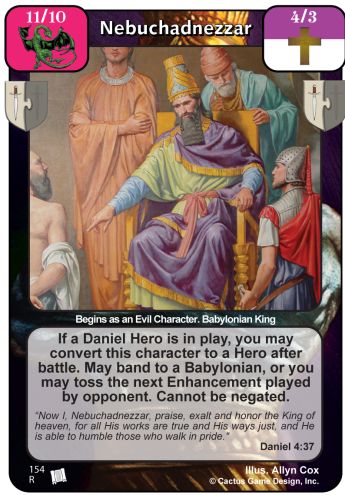 11/10
Nebuchadnezzar
4/3
Begins as an Evil Character. Babylonian King
If a Daniel Hero is in play, you may
convert this character to a Hero after
battle. May band to a Babylonian, or you
may toss the next Enhancement played
by opponent. Cannot be negated.
“Now I, Nebuchadnezzar, praise, exalt and honor the King of
heaven, for all His works are true and His ways just, and He
is able to humble those who walk in pride.”
Daniel 4:37
154
R
Illus. Allyn Cox
© Cactus Game Design, Inc.